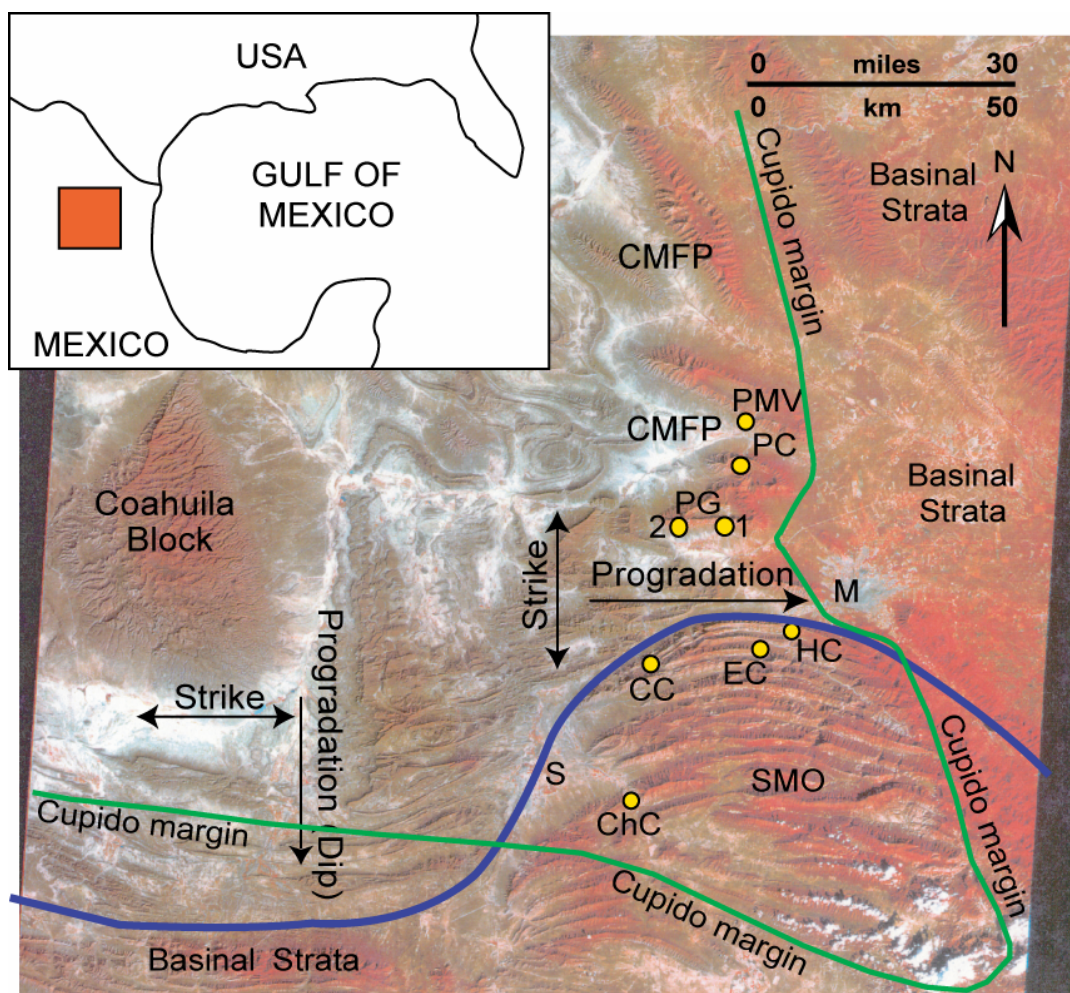 USA
GULF OF
MEXICO
MEXICO
0 miles 30
0 km 50
N
Cupido margin
Basinal
Strata
CMFP
PMV
CMFP
PC
Basinal
Strata
Coahuila
Block
PG
2 1
Strike
Progradation
M
HC
EC
CC
Strike
Progradation (Dip)
S
SMO
ChC
Cupido margin
Cupido margin
Cupido margin
Basinal Strata